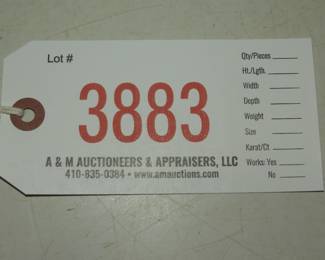 Lot #
3883
A & M AUCTIONEERS & APPRAISERS, LLC
410-835-0384 • www.amauctions.com
Qty/Pieces
Ht./Lgth.
Width
Depth
Weight
Size
Karat/Ct
Works: Yes
No